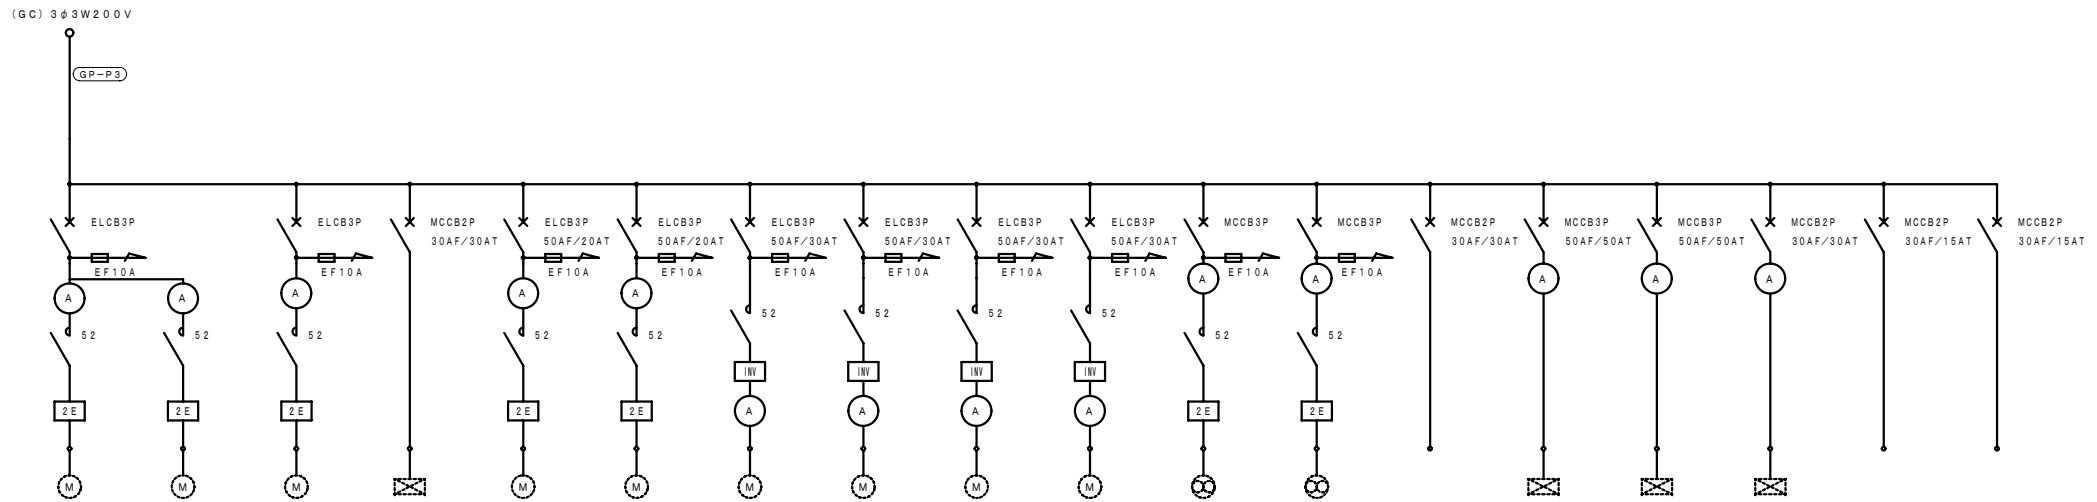 (GC) 3φ3W200V
GP-P3
ELCB3P ELCB3P MCCB2P ELCB3P ELCB3P ELCB3P ELCB3P ELCB3P ELCB3P MCCB3P MCCB3P MCCB2P MCCB3P MCCB3P MCCB2P MCCB2P MCCB2P
30AF/30AT 50AF/20AT 50AF/20AT 50AF/30AT 50AF/30AT 50AF/30AT 50AF/30AT 30AF/30AT 50AF/50AT 50AF/50AT 30AF/30AT 30AF/15AT 30AF/15AT
EF10A EF10A EF10A EF10A EF10A EF10A EF10A EF10A EF10A EF10A
A A A A A A A A A A
52 52 52 52
52 52 52 52 52 52 52
INV INV INV INV
2E 2E 2E 2E 2E A A A A 2E 2E
M M M M M M M M M